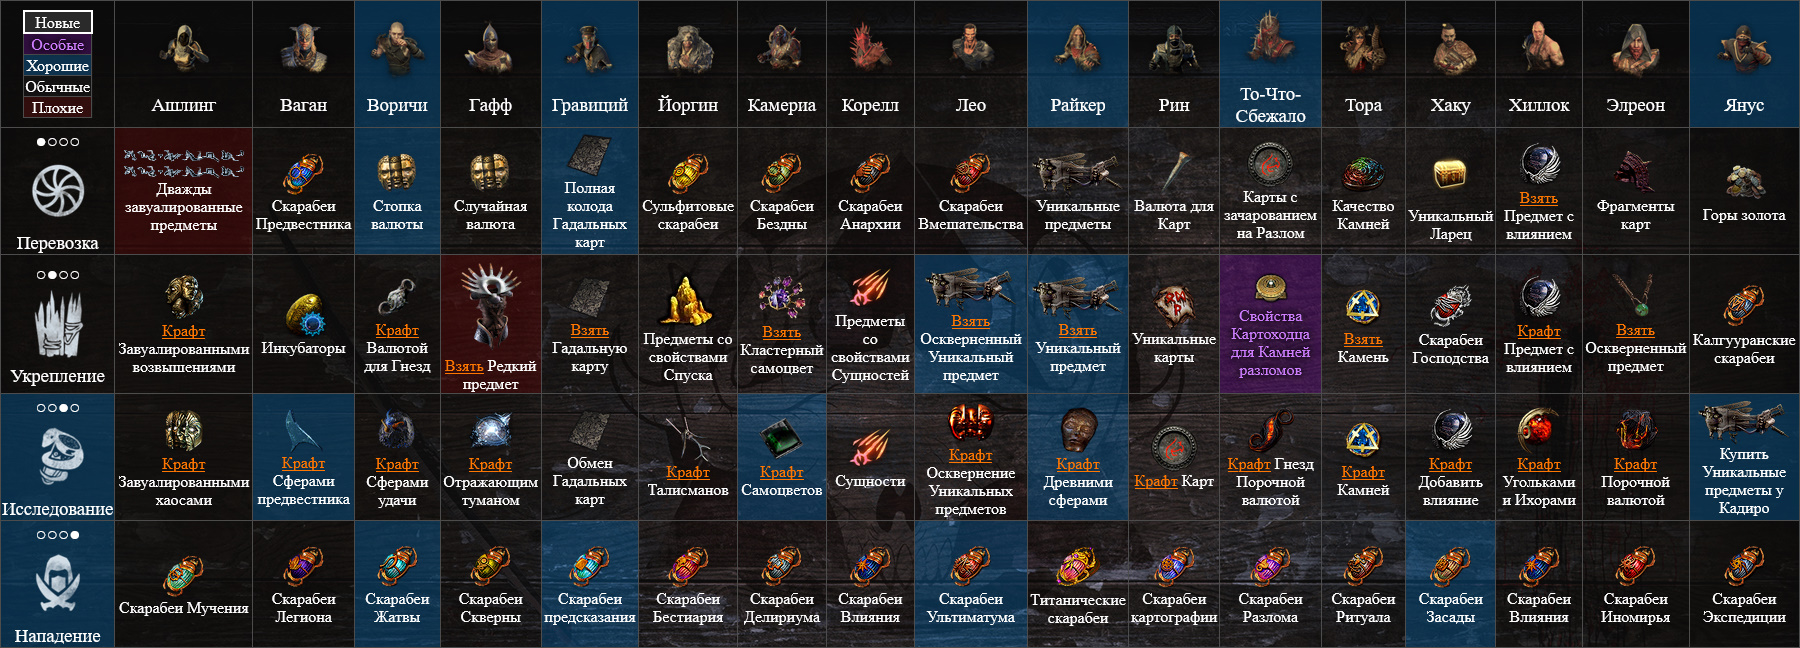 Новые
Особые
Хорошие
Обычные
Плохие
Ашлинг
Ваган
Воричи
Гафф
Гравиций
Йоргин
Камериа
Корелл
Лео
Райкер
Рин
То-Что-
Сбежало
Тора
Хаку
Хиллок
Элреон
Янус
Перевозка
Дважды
завуалированные
предметы
Скарабеи
Предвестника
Стопка
валюты
Случайная
валюта
Полная
колода
Гадальных
карт
Сульфитовые
скарабеи
Скарабеи
Бездны
Скарабеи
Анархии
Скарабеи
Вмешательства
Уникальные
предметы
Валюта для
Карт
Карты с
зачарованием
на Разлом
Качество
Камней
Уникальный
Ларец
Взять
Предмет с
влиянием
Фрагменты
карт
Горы золота
Укрепление
Крафт
Завуалированными
возвышениями
Инкубаторы
Крафт
Валютой
для Гнезд
Взять Редкий
предмет
Взять
Гадальную
карту
Предметы со
свойствами
Спуска
Взять
Кластерный
самоцвет
Предметы
со
свойствами
Сущностей
Взять
Оскверненный
Уникальный
предмет
Взять
Уникальный
предмет
Уникальные
карты
Свойства
Картоходца
для Камней
разломов
Взять
Камень
Скарабеи
Господства
Крафт
Предмет с
влиянием
Взять
Оскверненный
предмет
Калгууранские
скарабеи
Исследование
Крафт
Завуалированными
хаосами
Крафт
Сферами
предвестника
Крафт
Сферами
удачи
Крафт
Отражающим
туманом
Обмен
Гадальных
карт
Крафт
Талисманов
Крафт
Самоцветов
Сущности
Крафт
Осквернение
Уникальных
предметов
Крафт
Древними
сферами
Крафт Карт
Крафт Гнезд
Порочной
валютой
Крафт
Камней
Крафт
Добавить
влияние
Крафт
Угольками
и Ихорами
Крафт
Порочной
валютой
Купить
Уникальные
предметы у
Кадиро
Нападение
Скарабеи Мучения
Скарабеи
Легиона
Скарабеи
Жатвы
Скарабеи
Скверны
Скарабеи
предсказания
Скарабеи
Бестиария
Скарабеи
Делириума
Скарабеи
Влияния
Скарабеи
Ультиматума
Титанические
скарабеи
Скарабеи
картографии
Скарабеи
Разлома
Скарабеи
Ритуала
Скарабеи
Засады
Скарабеи
Влияния
Скарабеи
Иномирья
Скарабеи
Экспедиции